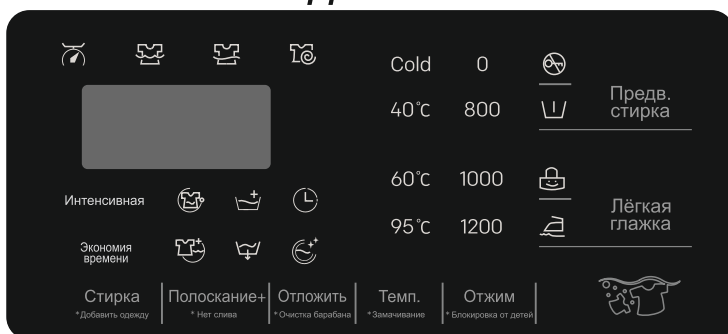 Cold 0
40°c 800
Предв.
стирка
60°c 1000
Интенсивная
Лёгкая
глажка
95°c 1200
Экономия
времени
Стирка Полоскание+ Отложить Темп. Отжим
*Добавить одежду *Нет слива *Очистка барабана *Замачивание *Блокировка от детей